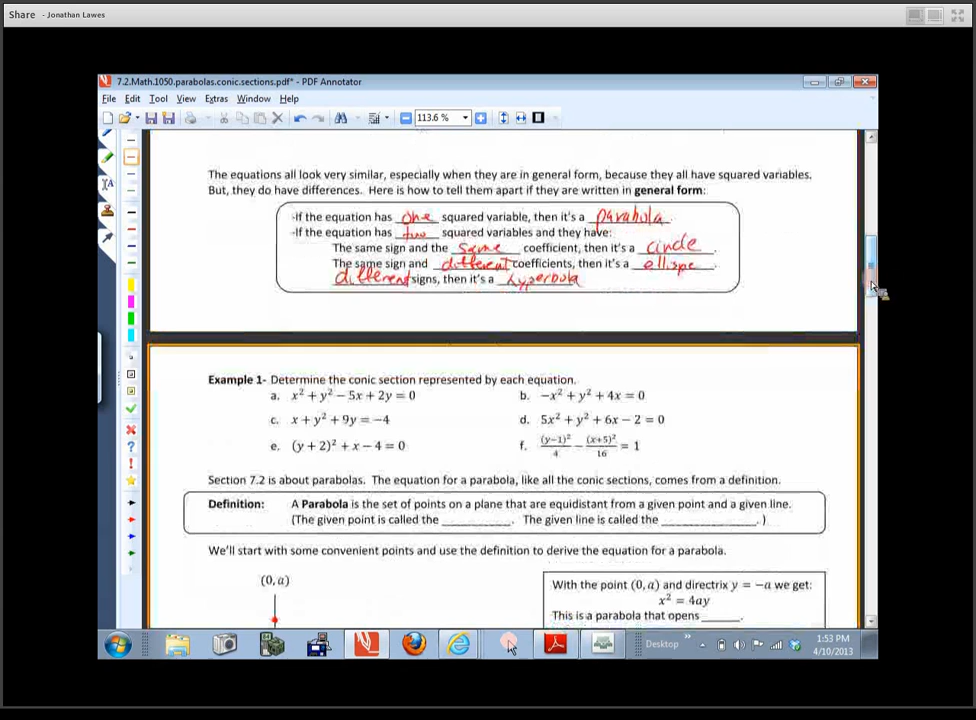 Share - Jonathan Lawes
7.2.Math.1050.parabolas.conic.sections.pdf* - PDF Annotator
File Edit Tool View Extras Window Help
113.6 %
The equations all look very similar, especially when they are in general form, because they all have squared variables.
But, they do have differences. Here is how to tell them apart if they are written in general form:
-If the equation has one squared variable, then it's a parabola.
-If the equation has two squared variables and they have:
The same sign and the same coefficient, then it's a circle.
The same sign and different coefficients, then it's a ellispe.
different signs, then it's a hyperbola
Example 1- Determine the conic section represented by each equation.
a. x² + y² − 5x + 2y = 0 b. −x² + y² + 4x = 0
c. x + y² + 9y = −4 d. 5x² + y² + 6x − 2 = 0
e. (y + 2)² + x − 4 = 0 f. (y−1)²/4 − (x+5)²/16 = 1
Section 7.2 is about parabolas. The equation for a parabola, like all the conic sections, comes from a definition.
Definition: A Parabola is the set of points on a plane that are equidistant from a given point and a given line.
(The given point is called the ____________. The given line is called the ________________. )
We'll start with some convenient points and use the definition to derive the equation for a parabola.
(0, a)
With the point (0, a) and directrix y = −a we get:
x² = 4ay
This is a parabola that opens ______.
Desktop
1:53 PM
4/10/2013